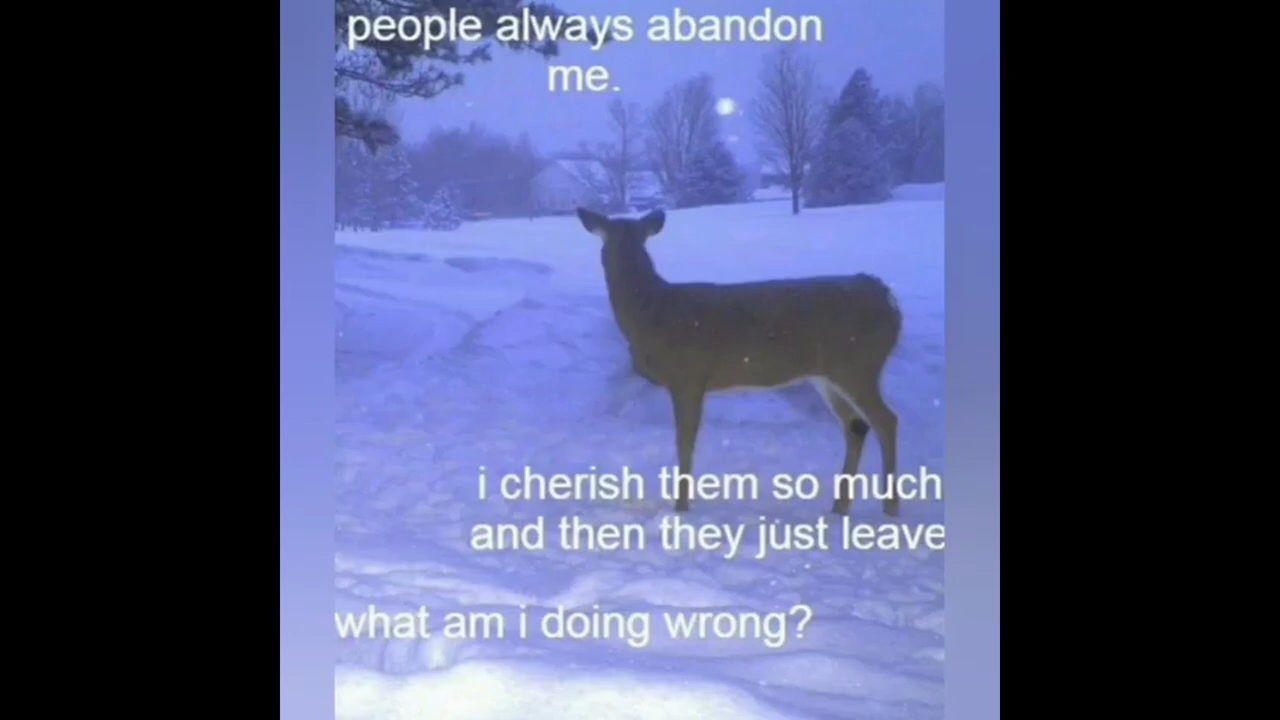 people always abandon
me.
i cherish them so much
and then they just leave
what am i doing wrong?